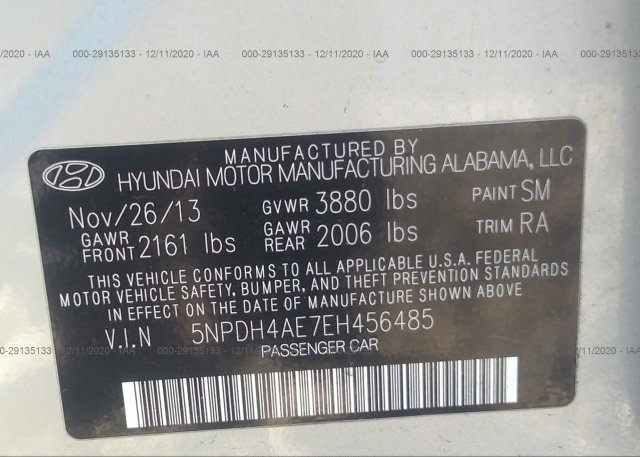 000-29135133 - 12/11/2020 - IAA
MANUFACTURED BY
HYUNDAI MOTOR MANUFACTURING ALABAMA, LLC
Nov/26/13 GVWR 3880 lbs PAINT SM
GAWR FRONT 2161 lbs GAWR REAR 2006 lbs TRIM RA
THIS VEHICLE CONFORMS TO ALL APPLICABLE U.S.A. FEDERAL
MOTOR VEHICLE SAFETY, BUMPER, AND THEFT PREVENTION STANDARDS
IN EFFECT ON THE DATE OF MANUFACTURE SHOWN ABOVE
V.I.N 5NPDH4AE7EH456485
PASSENGER CAR